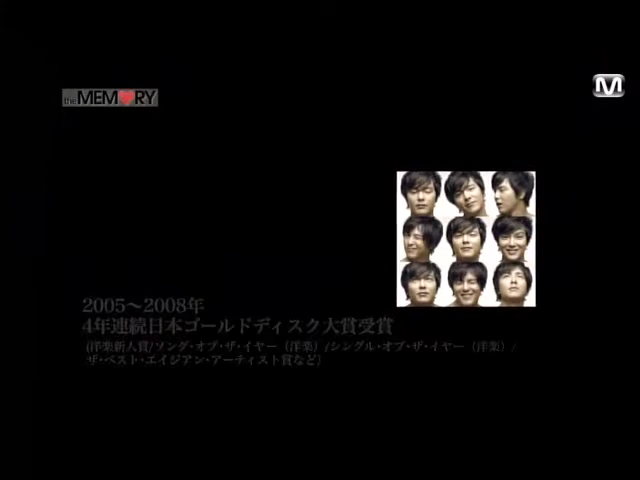 the MEMORY
M
2005〜2008年
4年連続日本ゴールドディスク大賞受賞
(洋楽新人賞/ソング・オブ・ザ・イヤー（洋楽）/シングル・オブ・ザ・イヤー（洋楽）/
ザ・ベスト・エイジアン・アーティスト賞など）